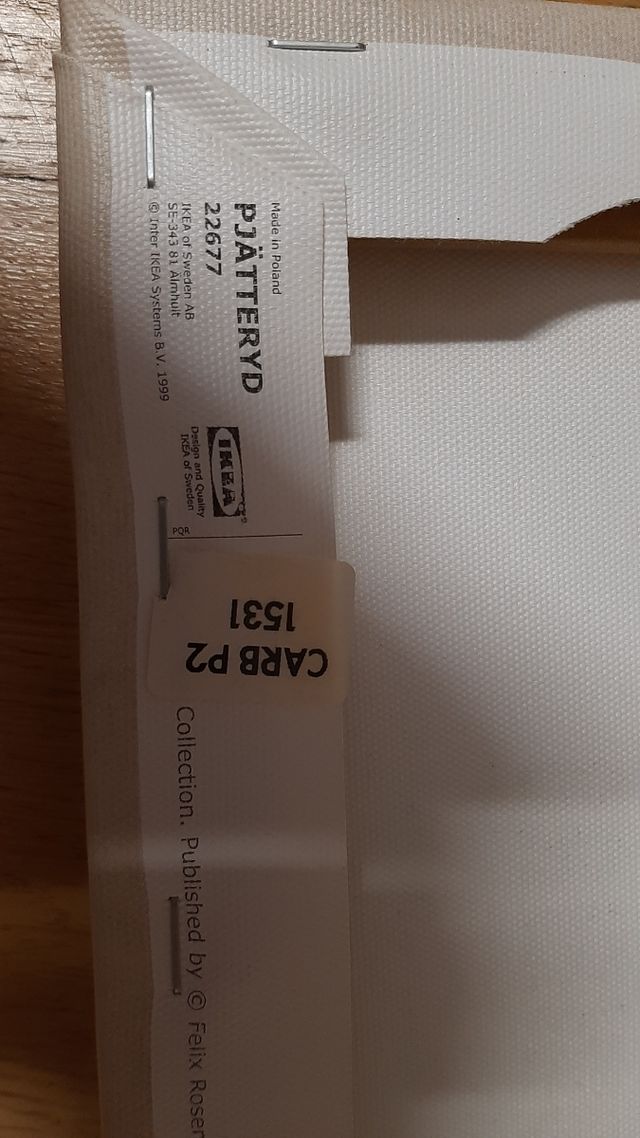 Made in Poland
PJÄTTERYD
22677
IKEA of Sweden AB
SE-343 81 Älmhult
© Inter IKEA Systems B.V. 1999
IKEA®
Design and Quality
IKEA of Sweden
PQR
CARB P2
1531
Collection. Published by © Felix Rosen